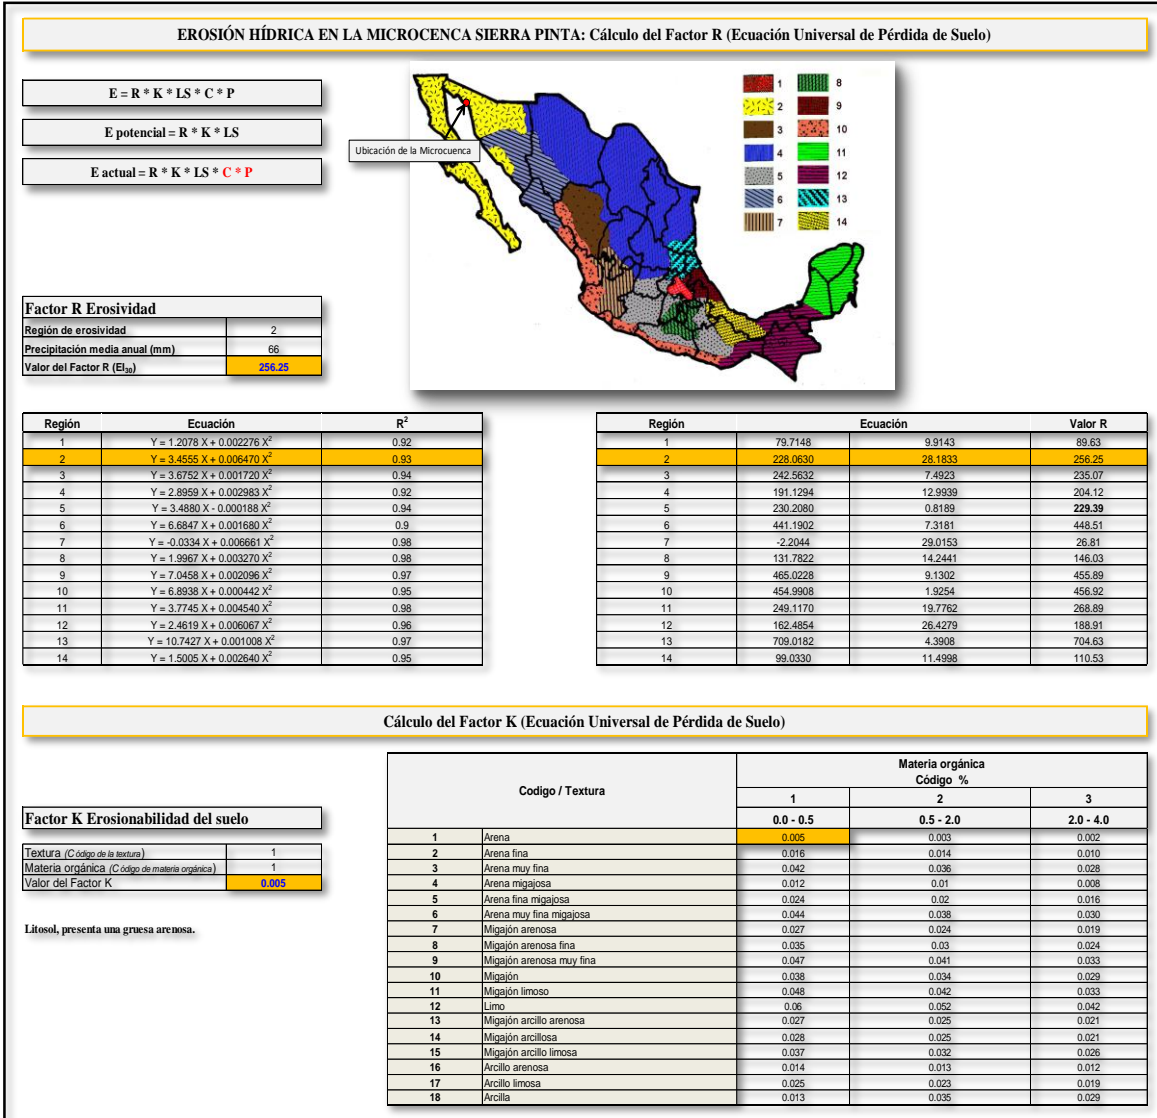 EROSIÓN HÍDRICA EN LA MICROCENCA SIERRA PINTA: Cálculo del Factor R (Ecuación Universal de Pérdida de Suelo)
E = R * K * LS * C * P
E potencial = R * K * LS
E actual = R * K * LS * C * P
Ubicación de la Microcuenca
1 8
2 9
3 10
4 11
5 12
6 13
7 14
Factor R Erosividad
Región de erosividad 2
Precipitación media anual (mm) 66
Valor del Factor R (EI30) 256.25
Región Ecuación R²
1 Y = 1.2078 X + 0.002276 X² 0.92
2 Y = 3.4555 X + 0.006470 X² 0.93
3 Y = 3.6752 X + 0.001720 X² 0.94
4 Y = 2.8959 X + 0.002983 X² 0.92
5 Y = 3.4880 X - 0.000188 X² 0.94
6 Y = 6.6847 X + 0.001680 X² 0.9
7 Y = -0.0334 X + 0.006661 X² 0.98
8 Y = 1.9967 X + 0.003270 X² 0.98
9 Y = 7.0458 X + 0.002096 X² 0.97
10 Y = 6.8938 X + 0.000442 X² 0.95
11 Y = 3.7745 X + 0.004540 X² 0.98
12 Y = 2.4619 X + 0.006067 X² 0.96
13 Y = 10.7427 X + 0.001008 X² 0.97
14 Y = 1.5005 X + 0.002640 X² 0.95
Región Ecuación Valor R
1 79.7148 9.9143 89.63
2 228.0630 28.1833 256.25
3 242.5632 7.4923 235.07
4 191.1294 12.9939 204.12
5 230.2080 0.8189 229.39
6 441.1902 7.3181 448.51
7 -2.2044 29.0153 26.81
8 131.7822 14.2441 146.03
9 465.0228 9.1302 455.89
10 454.9908 1.9254 456.92
11 249.1170 19.7762 268.89
12 162.4854 26.4279 188.91
13 709.0182 4.3908 704.63
14 99.0330 11.4998 110.53
Cálculo del Factor K (Ecuación Universal de Pérdida de Suelo)
Factor K Erosionabilidad del suelo
Textura (Código de la textura) 1
Materia orgánica (Código de materia orgánica) 1
Valor del Factor K 0.005
Litosol, presenta una gruesa arenosa.
Codigo / Textura
Materia orgánica
Código %
1 2 3
0.0 - 0.5 0.5 - 2.0 2.0 - 4.0
1 Arena 0.005 0.003 0.002
2 Arena fina 0.016 0.014 0.010
3 Arena muy fina 0.042 0.036 0.028
4 Arena migajosa 0.012 0.01 0.008
5 Arena fina migajosa 0.024 0.02 0.016
6 Arena muy fina migajosa 0.044 0.038 0.030
7 Migajón arenosa 0.027 0.024 0.019
8 Migajón arenosa fina 0.035 0.03 0.024
9 Migajón arenosa muy fina 0.047 0.041 0.033
10 Migajón 0.038 0.034 0.029
11 Migajón limoso 0.048 0.042 0.033
12 Limo 0.06 0.052 0.042
13 Migajón arcillo arenosa 0.027 0.025 0.021
14 Migajón arcillosa 0.028 0.025 0.021
15 Migajón arcillo limosa 0.037 0.032 0.026
16 Arcillo arenosa 0.014 0.013 0.012
17 Arcillo limosa 0.025 0.023 0.019
18 Arcilla 0.013 0.035 0.029